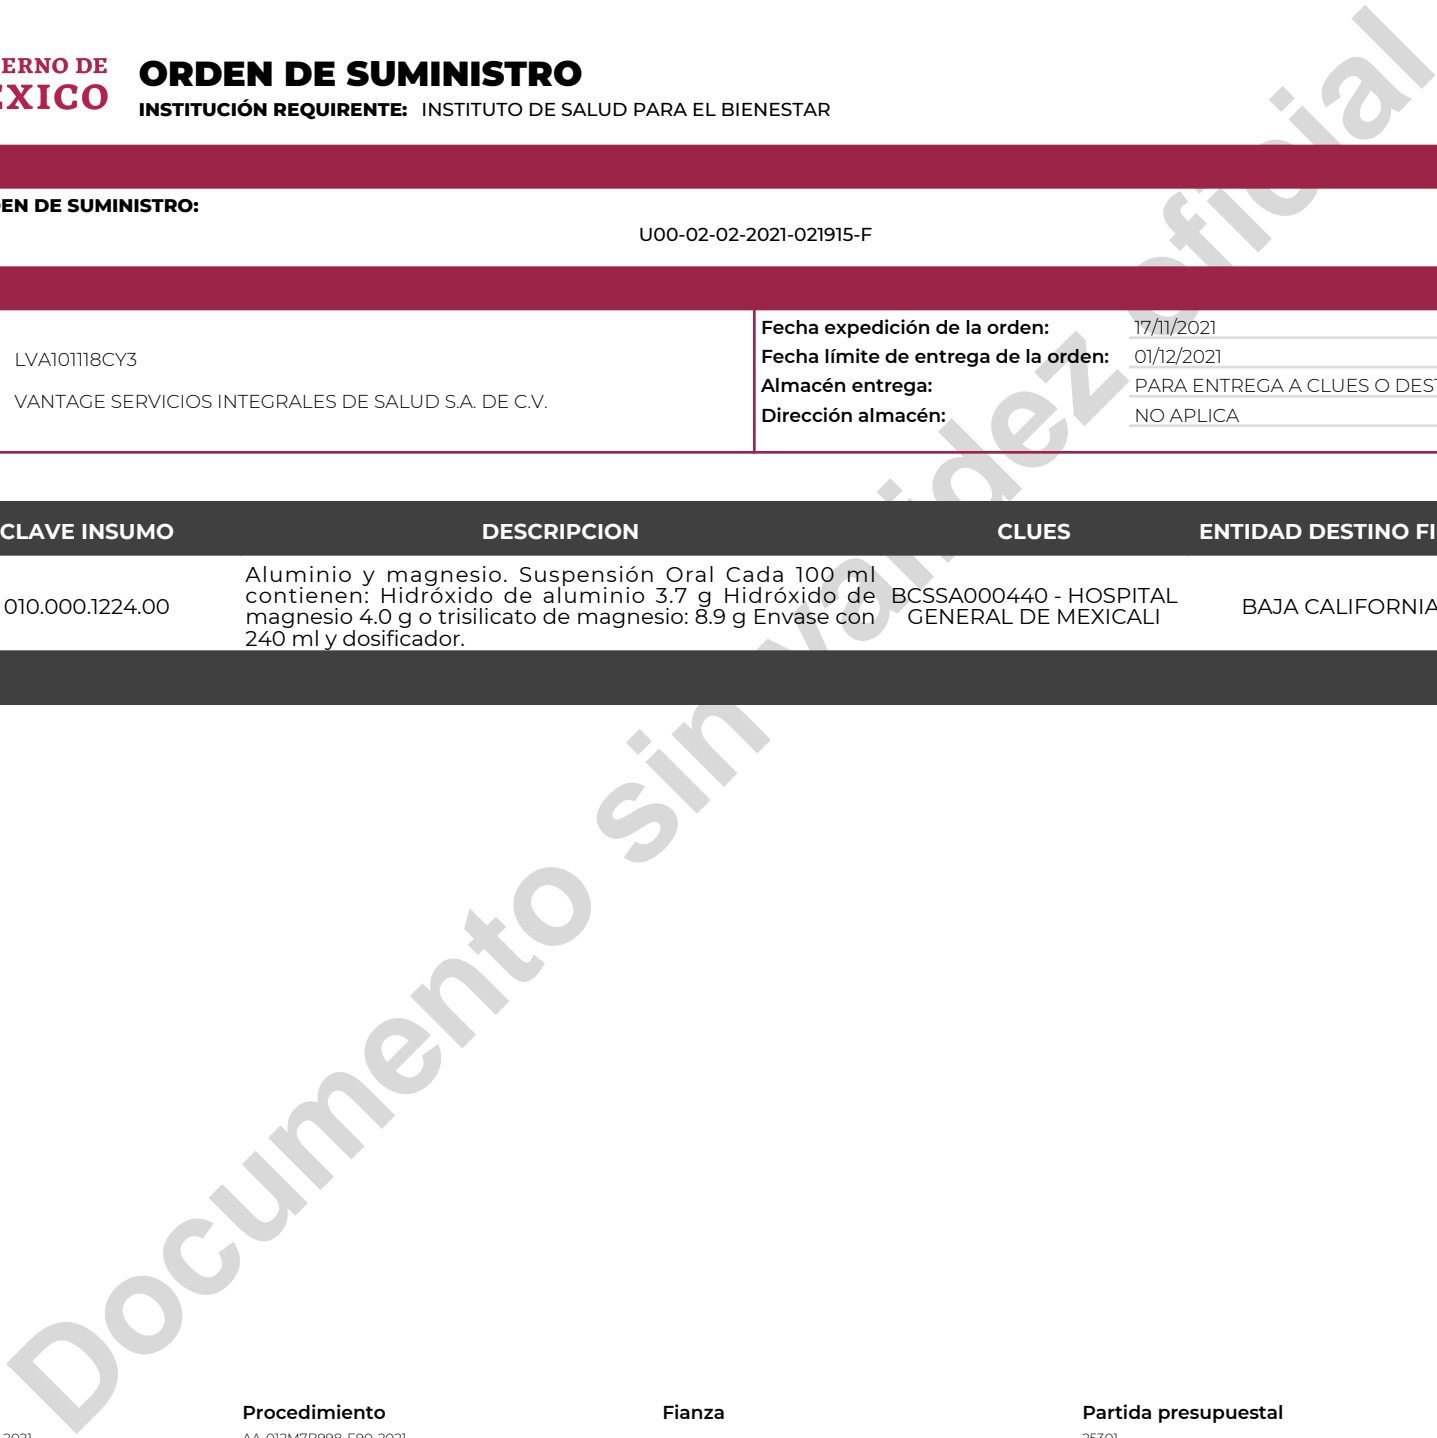 ERNO DE
ÉXICO
ORDEN DE SUMINISTRO
INSTITUCIÓN REQUIRENTE: INSTITUTO DE SALUD PARA EL BIENESTAR
EN DE SUMINISTRO:
U00-02-02-2021-021915-F
LVA101118CY3
VANTAGE SERVICIOS INTEGRALES DE SALUD S.A. DE C.V.
Fecha expedición de la orden: 17/11/2021
Fecha límite de entrega de la orden: 01/12/2021
Almacén entrega: PARA ENTREGA A CLUES O DEST
Dirección almacén: NO APLICA
CLAVE INSUMO DESCRIPCION CLUES ENTIDAD DESTINO FI
010.000.1224.00
Aluminio y magnesio. Suspensión Oral Cada 100 ml
contienen: Hidróxido de aluminio 3.7 g Hidróxido de
magnesio 4.0 g o trisilicato de magnesio: 8.9 g Envase con
240 ml y dosificador.
BCSSA000440 - HOSPITAL
GENERAL DE MEXICALI
BAJA CALIFORNIA
Documento sin validez oficial
Procedimiento Fianza Partida presupuestal